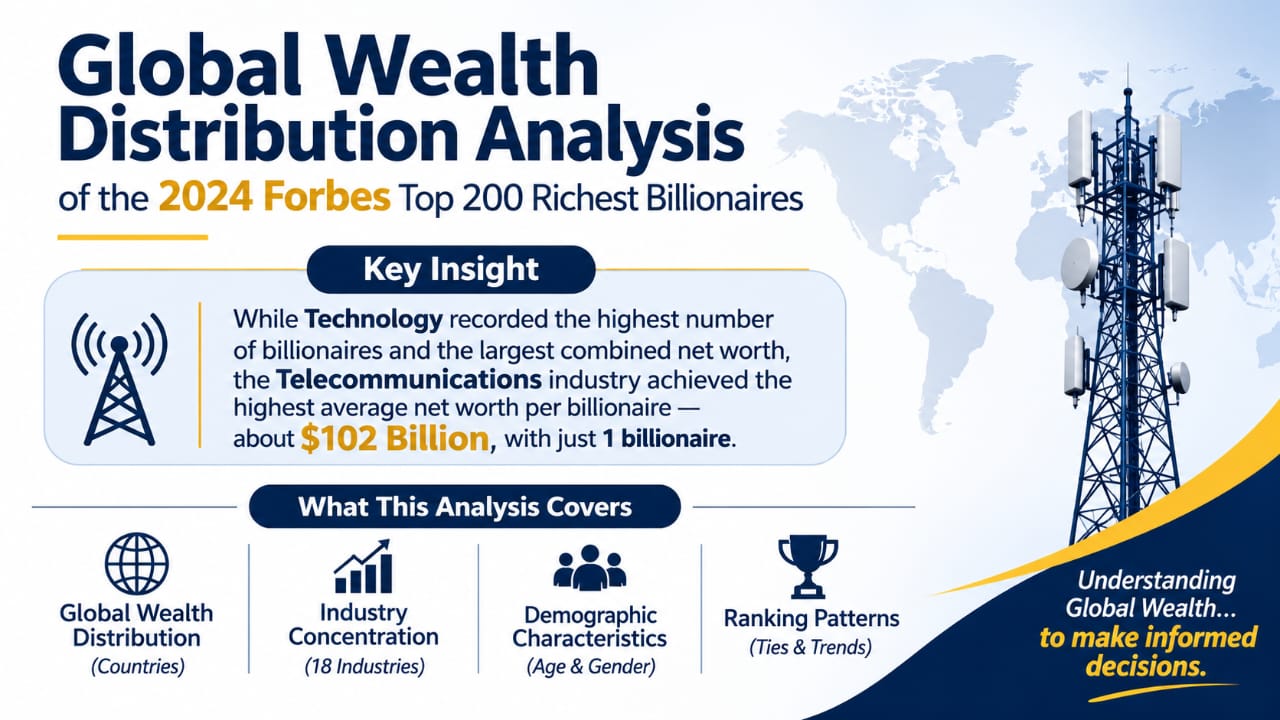 Global Wealth
Distribution Analysis
of the 2024 Forbes Top 200 Richest Billionaires
Key Insight
While Technology recorded the highest number
of billionaires and the largest combined net worth,
the Telecommunications industry achieved the
highest average net worth per billionaire —
about $102 Billion, with just 1 billionaire.
What This Analysis Covers
Global Wealth
Distribution
(Countries)
Industry
Concentration
(18 Industries)
Demographic
Characteristics
(Age & Gender)
Ranking Patterns
(Ties & Trends)
Understanding
Global Wealth...
to make informed
decisions.